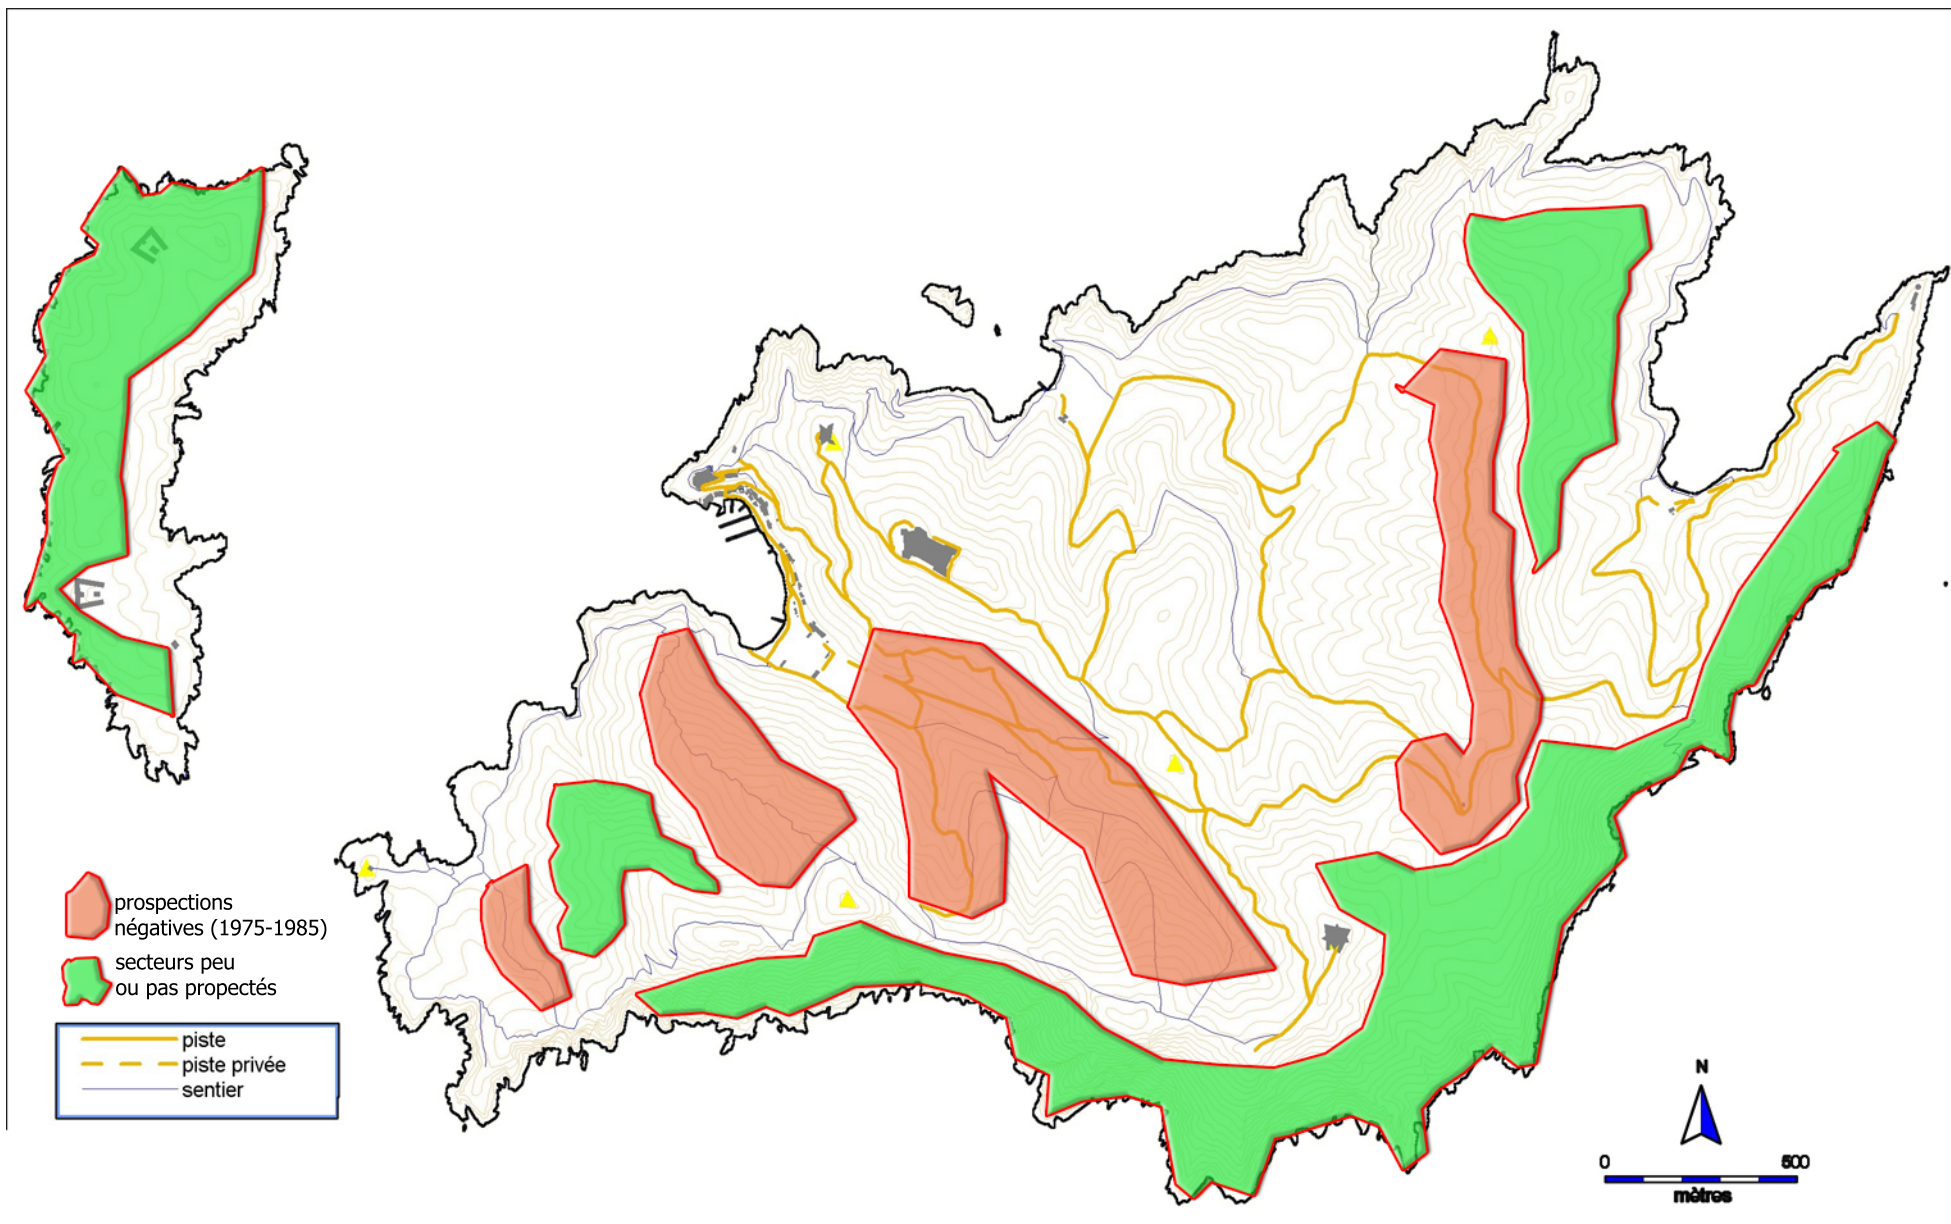 prospections
négatives (1975-1985)
secteurs peu
ou pas propectés
piste
piste privée
sentier
N
0 500
mètres